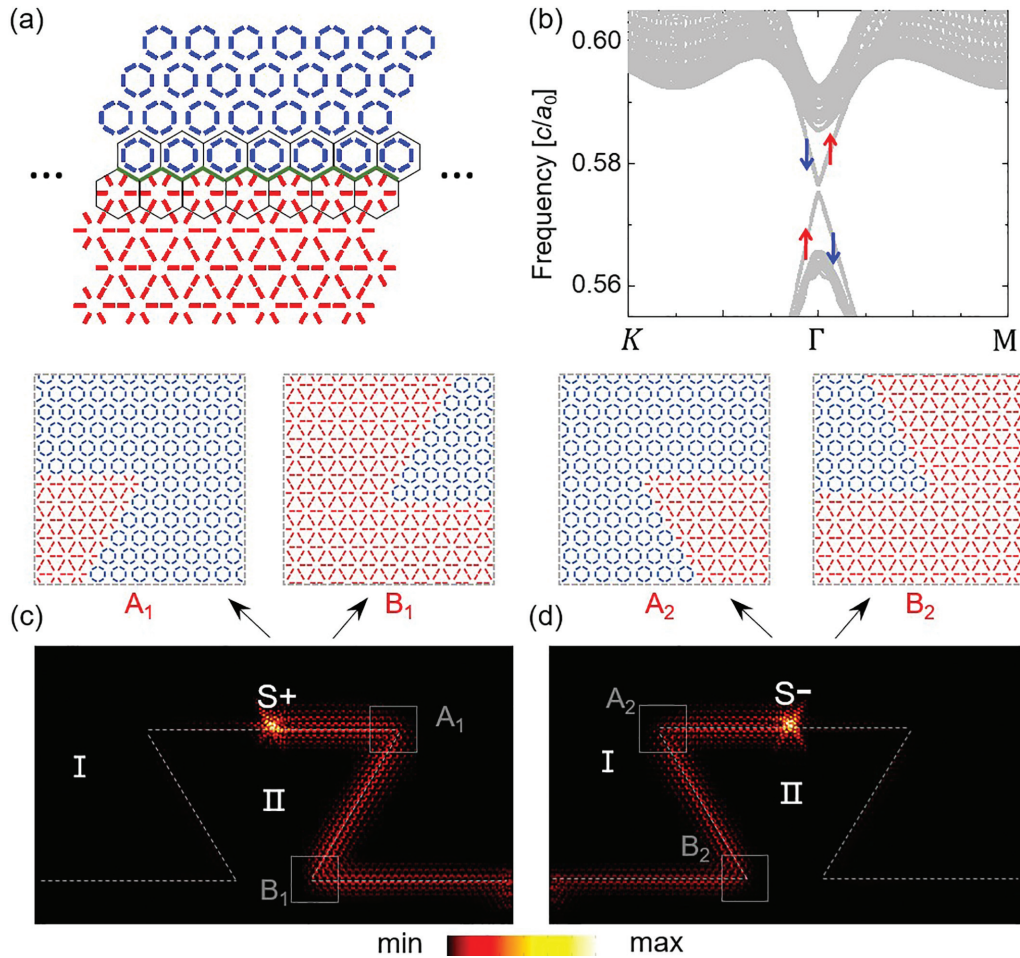 (a)
(b)
Frequency [c/a₀]
0.60
0.58
0.56
K Γ M
... ...
A₁ B₁ A₂ B₂
(c) (d)
S+
A₁
I
II
B₁
S-
A₂
I
II
B₂
min max